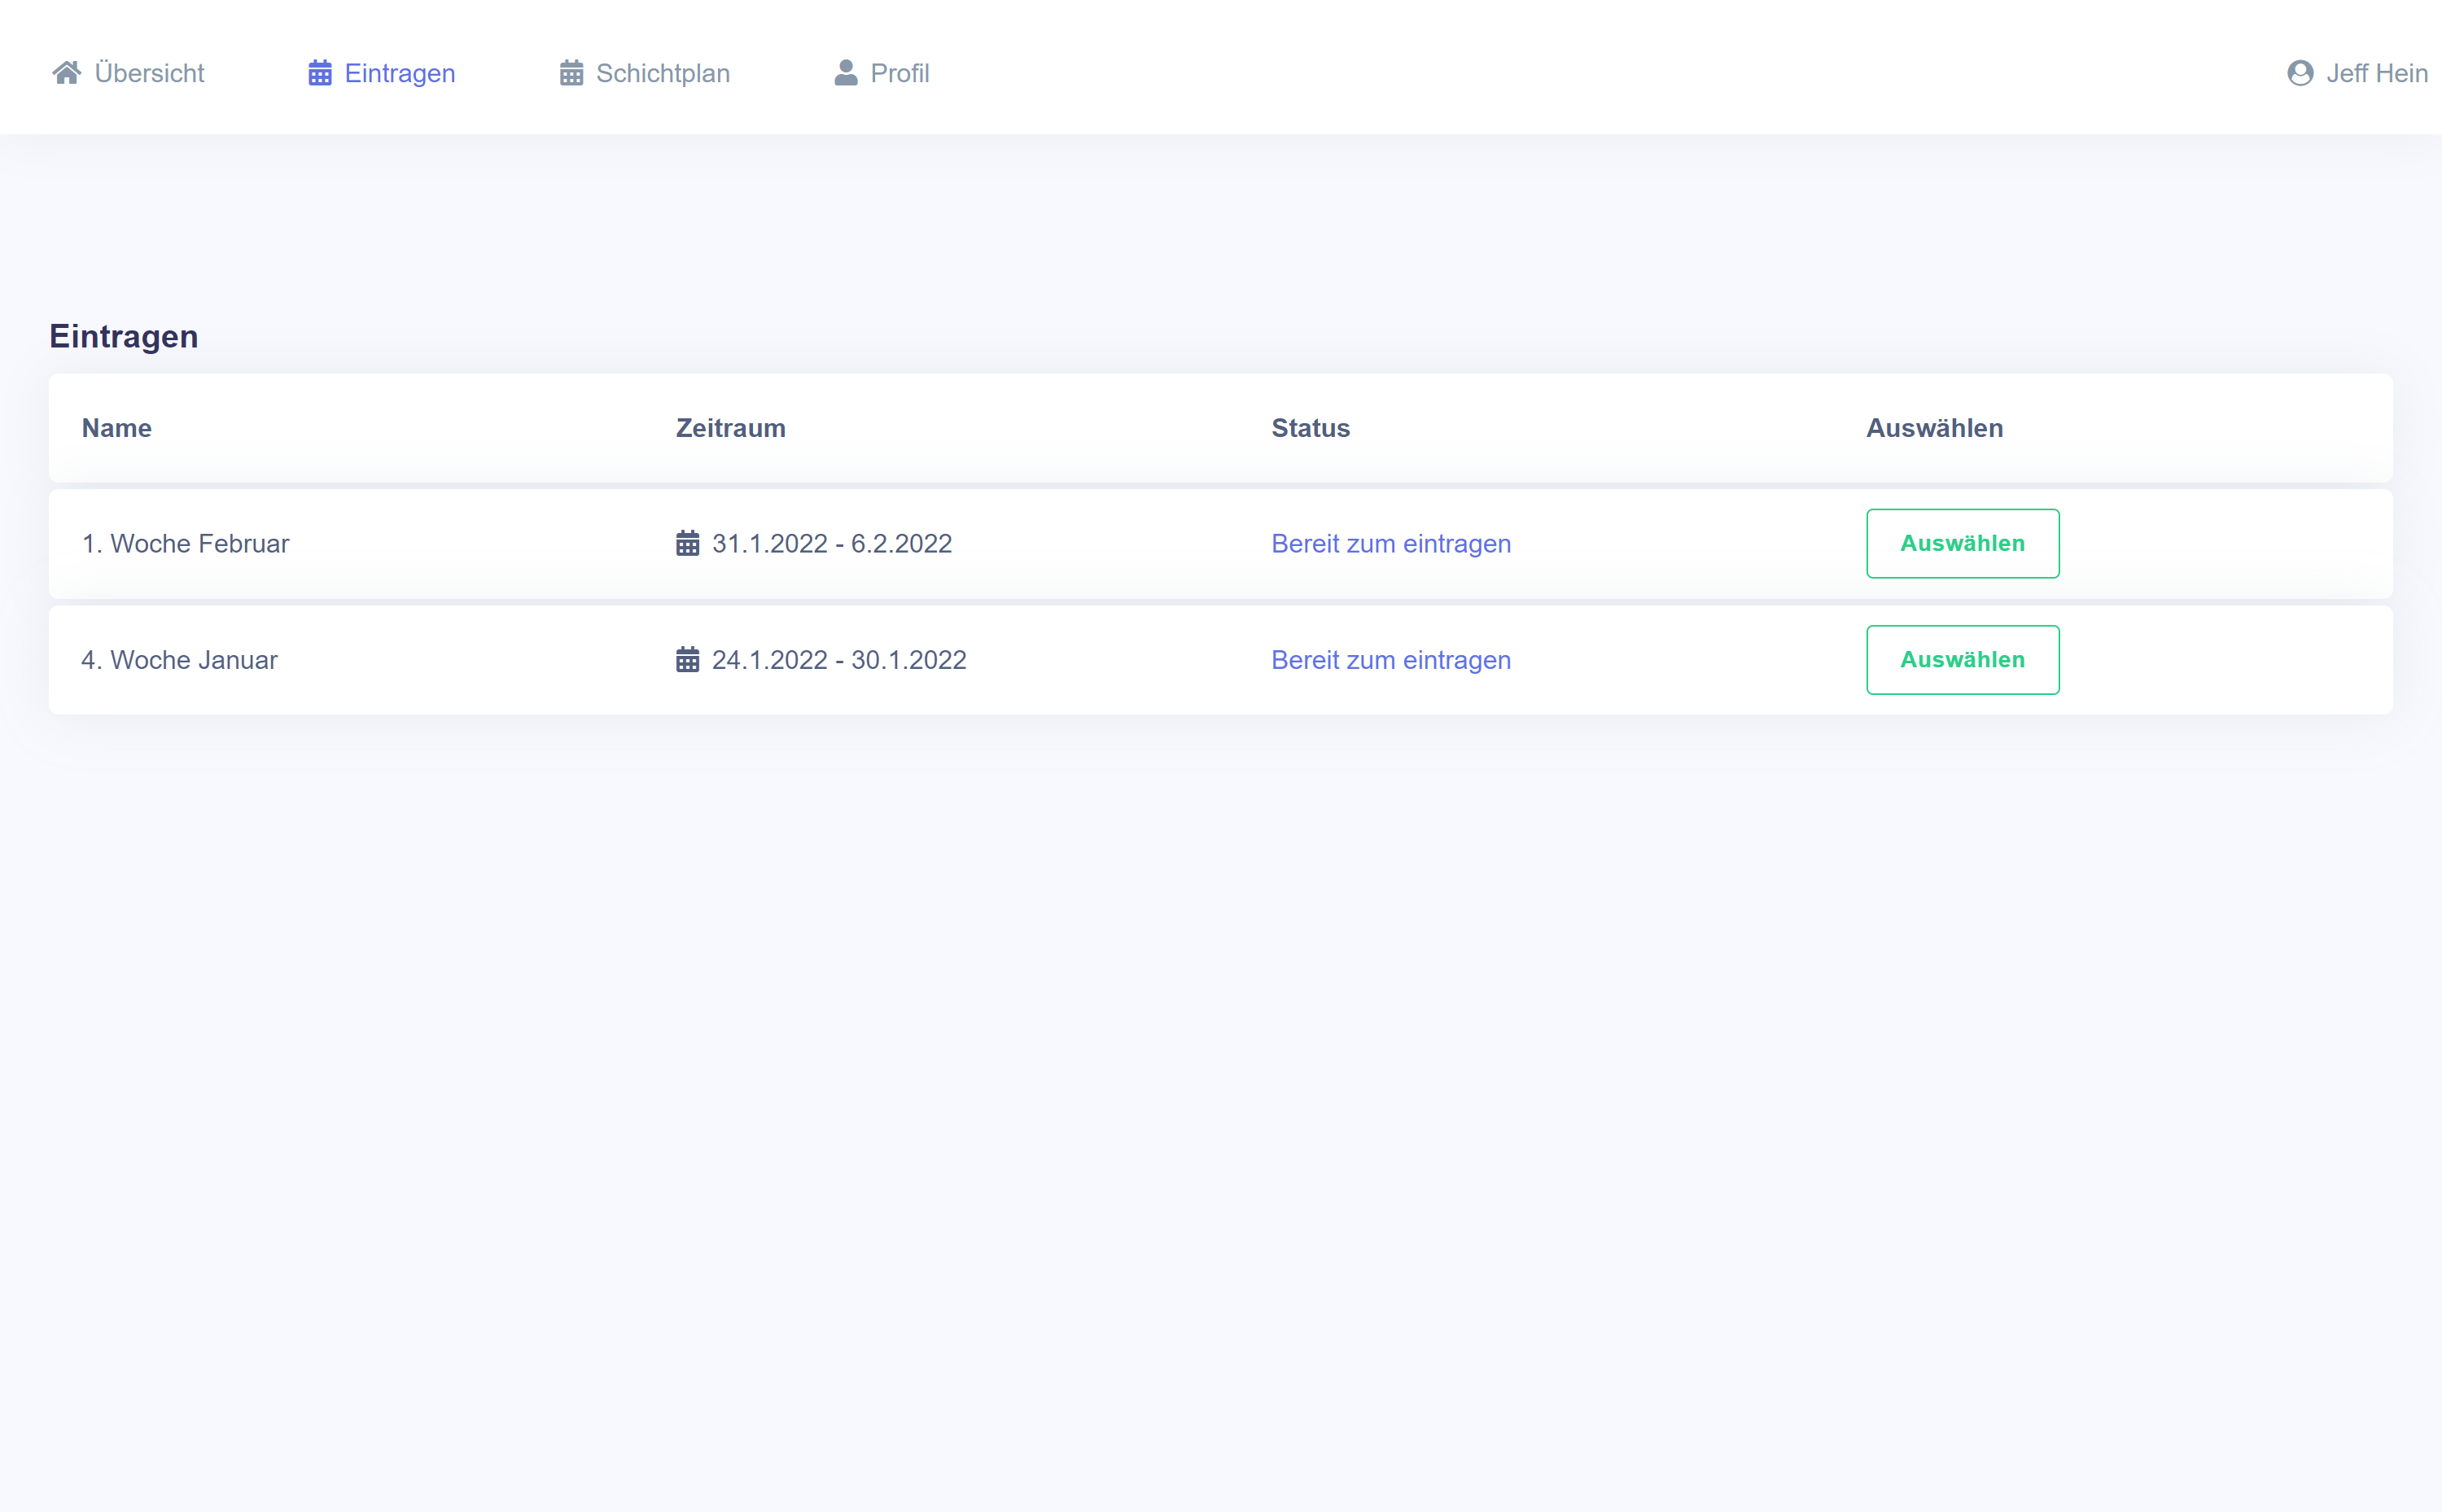 Übersicht Eintragen Schichtplan Profil Jeff Hein
Eintragen
Name Zeitraum Status Auswählen
1. Woche Februar 31.1.2022 - 6.2.2022 Bereit zum eintragen Auswählen
4. Woche Januar 24.1.2022 - 30.1.2022 Bereit zum eintragen Auswählen